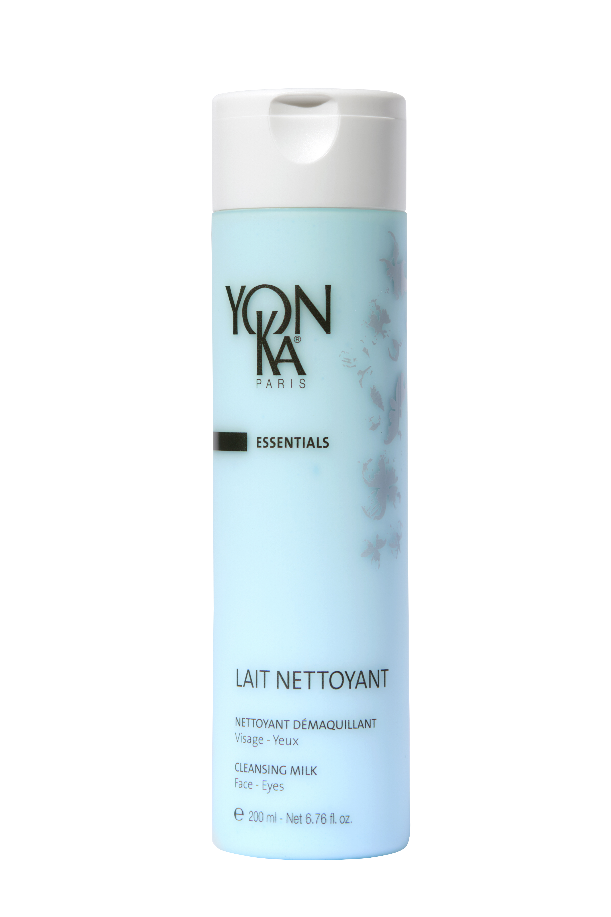 YON
KA®
PARIS
ESSENTIALS
LAIT NETTOYANT
NETTOYANT DÉMAQUILLANT
Visage - Yeux
CLEANSING MILK
Face - Eyes
℮ 200 ml - Net 6.76 fl. oz.